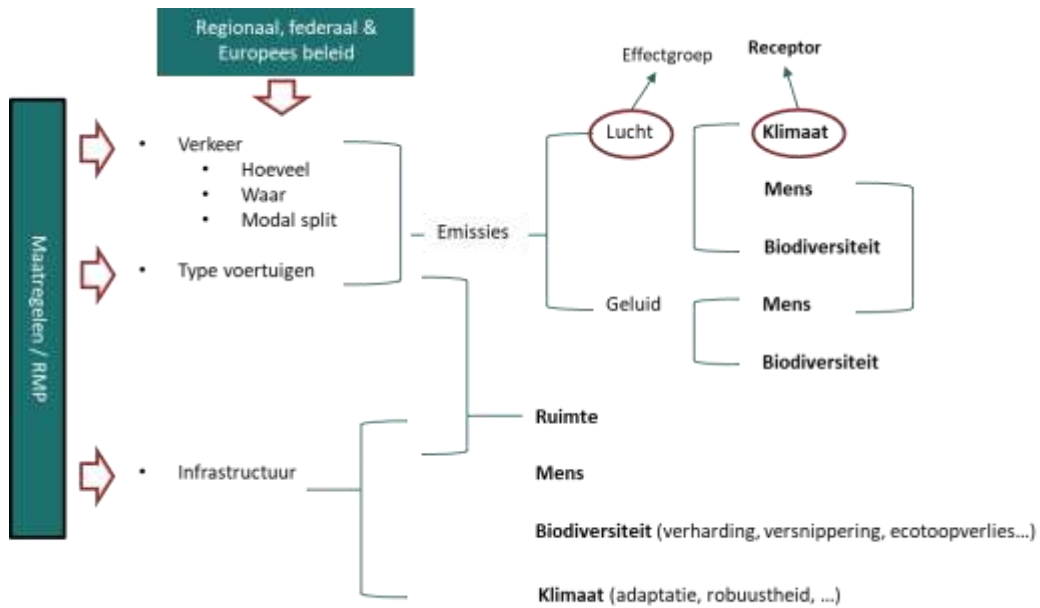 Regionaal, federaal &
Europees beleid
Effectgroep
Receptor
Maatregelen / RMP
• Verkeer
• Hoeveel
• Waar
• Modal split
• Type voertuigen
• Infrastructuur
Emissies
Lucht
Geluid
Klimaat
Mens
Biodiversiteit
Mens
Biodiversiteit
Ruimte
Mens
Biodiversiteit (verharding, versnippering, ecotoopverlies...)
Klimaat (adaptatie, robuustheid, ...)